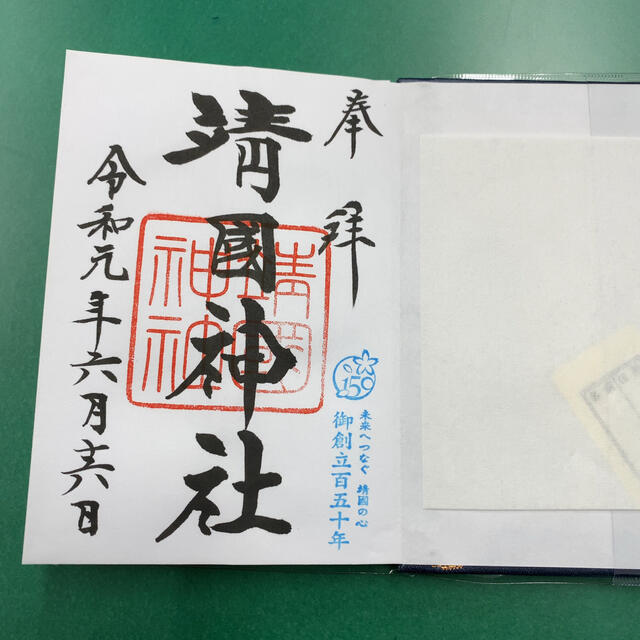 奉拝
靖國神社
靖國神社
150
未来へつなぐ 靖國の心
御創立百五十年
令和元年六月十六日